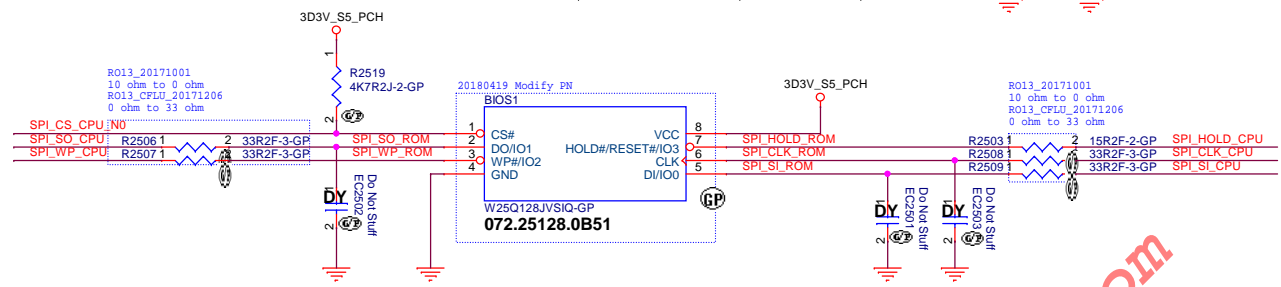 3D3V_S5_PCH
RO13_20171001
10 ohm to 0 ohm
RO13_CFLU_20171206
0 ohm to 33 ohm
1
R2519
4K7R2J-2-GP
2
20180419 Modify PN
BIOS1
3D3V_S5_PCH
RO13_20171001
10 ohm to 0 ohm
RO13_CFLU_20171206
0 ohm to 33 ohm
SPI_CS_CPU_N0
1 CS# VCC 8
SPI_SO_CPU R2506 1 2 33R2F-3-GP SPI_SO_ROM 2 DO/IO1 HOLD#/RESET#/IO3 7 SPI_HOLD_ROM R2503 1 2 15R2F-2-GP SPI_HOLD_CPU
SPI_WP_CPU R2507 1 33R2F-3-GP SPI_WP_ROM 3 WP#/IO2 CLK 6 SPI_CLK_ROM R2508 1 33R2F-3-GP SPI_CLK_CPU
4 GND DI/IO0 5 SPI_SI_ROM R2509 1 33R2F-3-GP SPI_SI_CPU
DY
2
EC2502
Do Not Stuff
W25Q128JVSIQ-GP
072.25128.0B51
GP
DY
2
EC2501
Do Not Stuff
DY
2
EC2503
Do Not Stuff
om